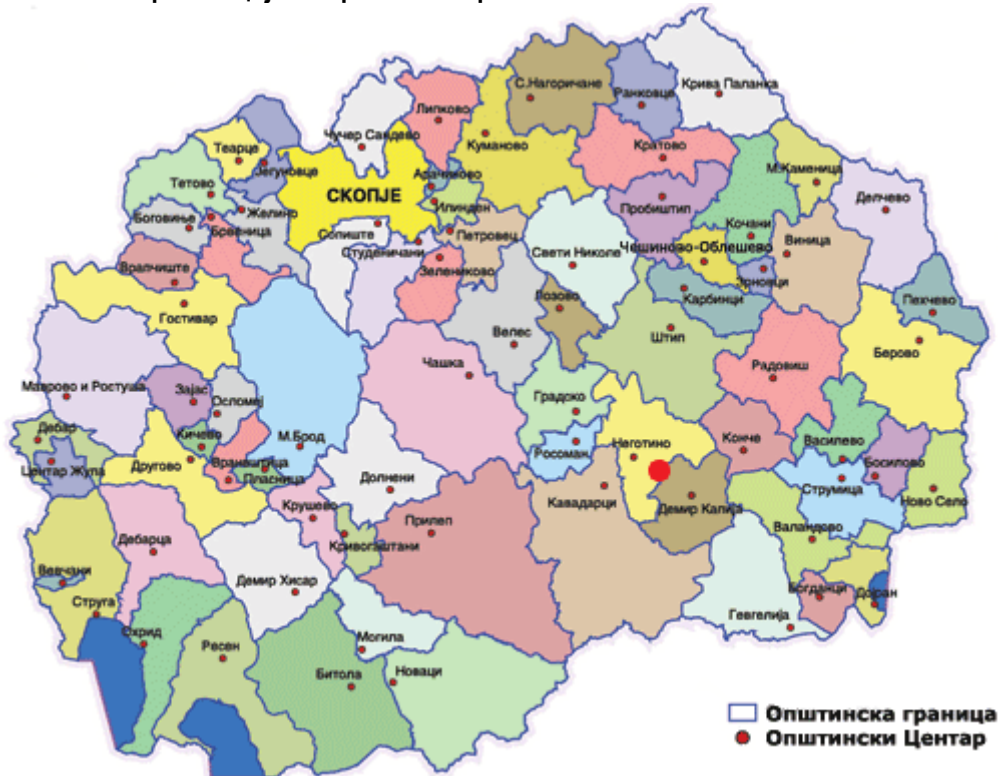 С.Нагоричане
Крива Паланка
Ранковце
Липково
Чучер Сандево
Куманово
Кратово
Теарце
Јегуновце
М.Каменица
Арачиново
Тетово
СКОПЈЕ
Делчево
Пробиштип
Илинден
Желино
Боговиње
Брвеница
Кочани
Сопиште
Петровец
Виница
Студеничани
Свети Николе
Чешиново-Облешево
Врапчиште
Зелениково
Зрновци
Лозово
Карбинци
Пехчево
Гостивар
Велес
Штип
Берово
Чашка
Радовиш
Маврово и Ростуша
Зајас
Осломеј
Градско
Дебар
Кичево
М.Брод
Неготино
Конче
Василево
Росоман
Центар Жупа
Другово
Вранештица
Босилово
Пласница
Долнени
Струмица
Кавадарци
Ново Село
Крушево
Демир Капија
Прилеп
Валандово
Дебарца
Кривогаштани
Вевчани
Демир Хисар
Богданци
Дојран
Струга
Гевгелија
Охрид
Могила
Ресен
Битола
Новаци
Општинска граница
Општински Центар